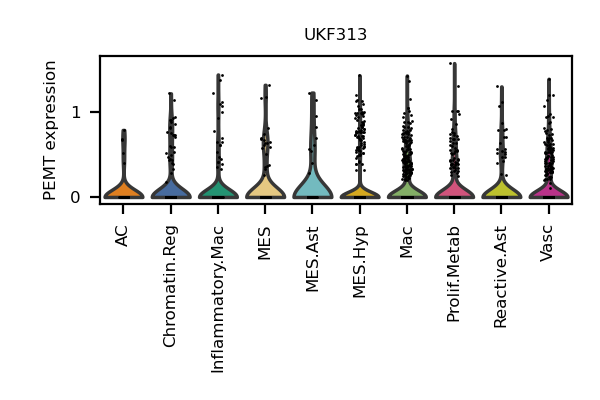 UKF313
PEMT expression
1
0
AC
Chromatin.Reg
Inflammatory.Mac
MES
MES.Ast
MES.Hyp
Mac
Prolif.Metab
Reactive.Ast
Vasc